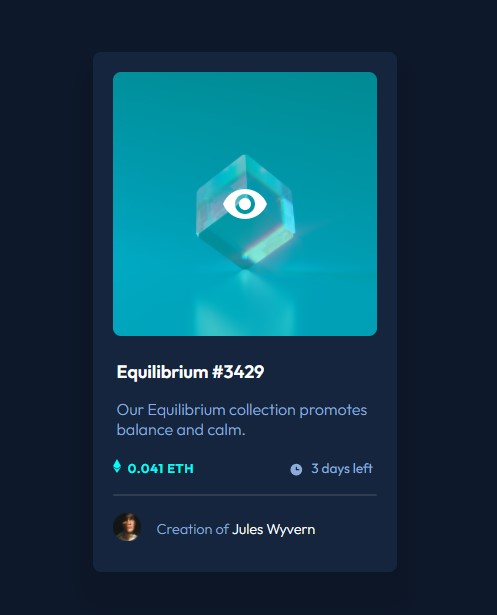 Equilibrium #3429
Our Equilibrium collection promotes
balance and calm.
0.041 ETH
3 days left
Creation of Jules Wyvern